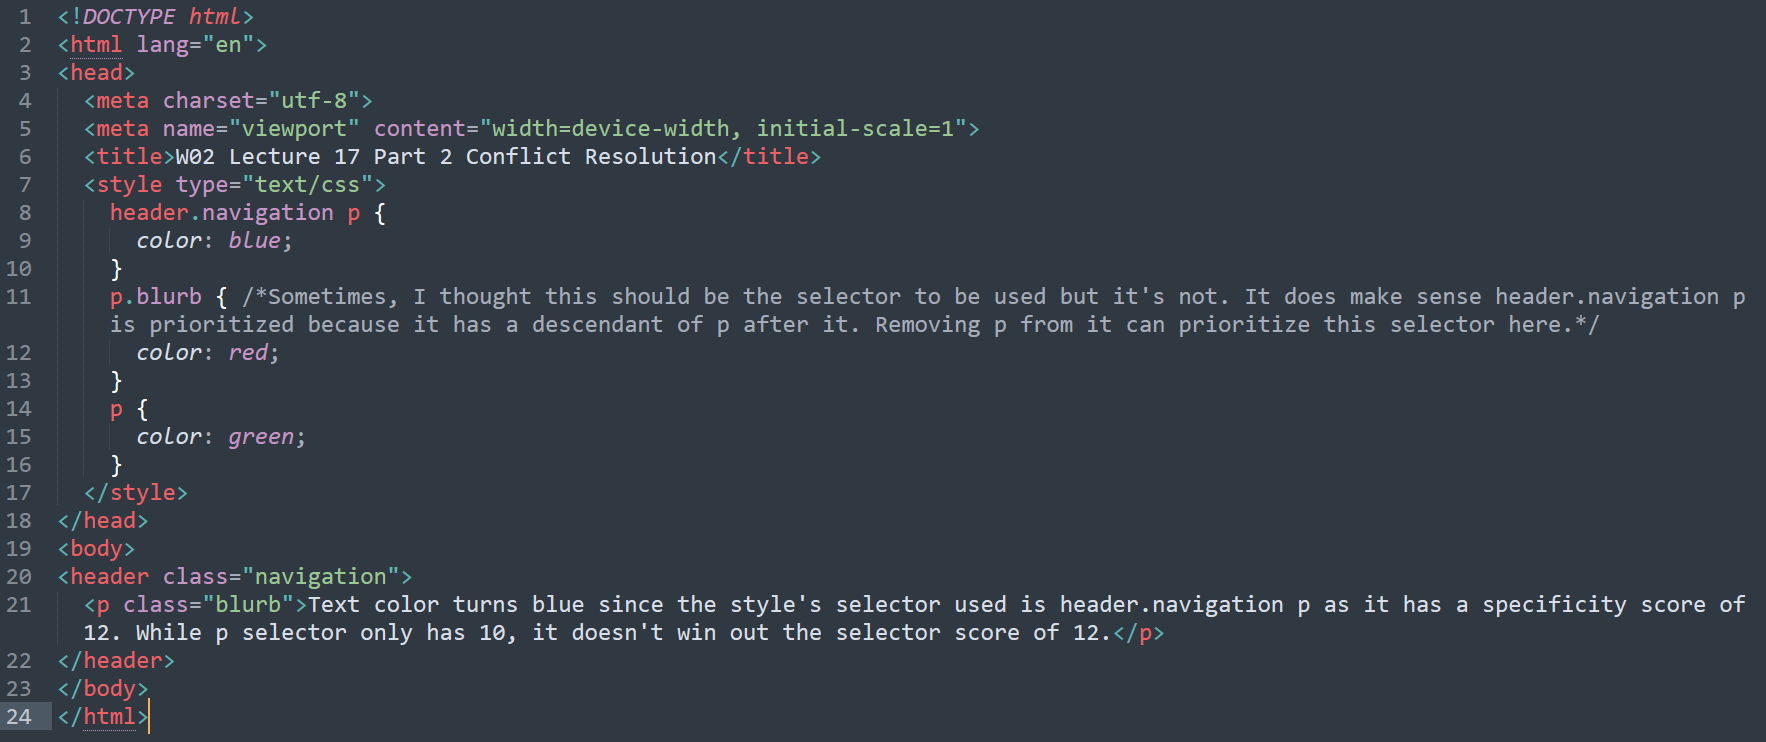 1 <!DOCTYPE html>
2 <html lang="en">
3 <head>
4   <meta charset="utf-8">
5   <meta name="viewport" content="width=device-width, initial-scale=1">
6   <title>W02 Lecture 17 Part 2 Conflict Resolution</title>
7   <style type="text/css">
8     header.navigation p {
9       color: blue;
10     }
11     p.blurb { /*Sometimes, I thought this should be the selector to be used but it's not. It does make sense header.navigation p
is prioritized because it has a descendant of p after it. Removing p from it can prioritize this selector here.*/
12       color: red;
13     }
14     p {
15       color: green;
16     }
17   </style>
18 </head>
19 <body>
20 <header class="navigation">
21   <p class="blurb">Text color turns blue since the style's selector used is header.navigation p as it has a specificity score of
12. While p selector only has 10, it doesn't win out the selector score of 12.</p>
22 </header>
23 </body>
24 </html>